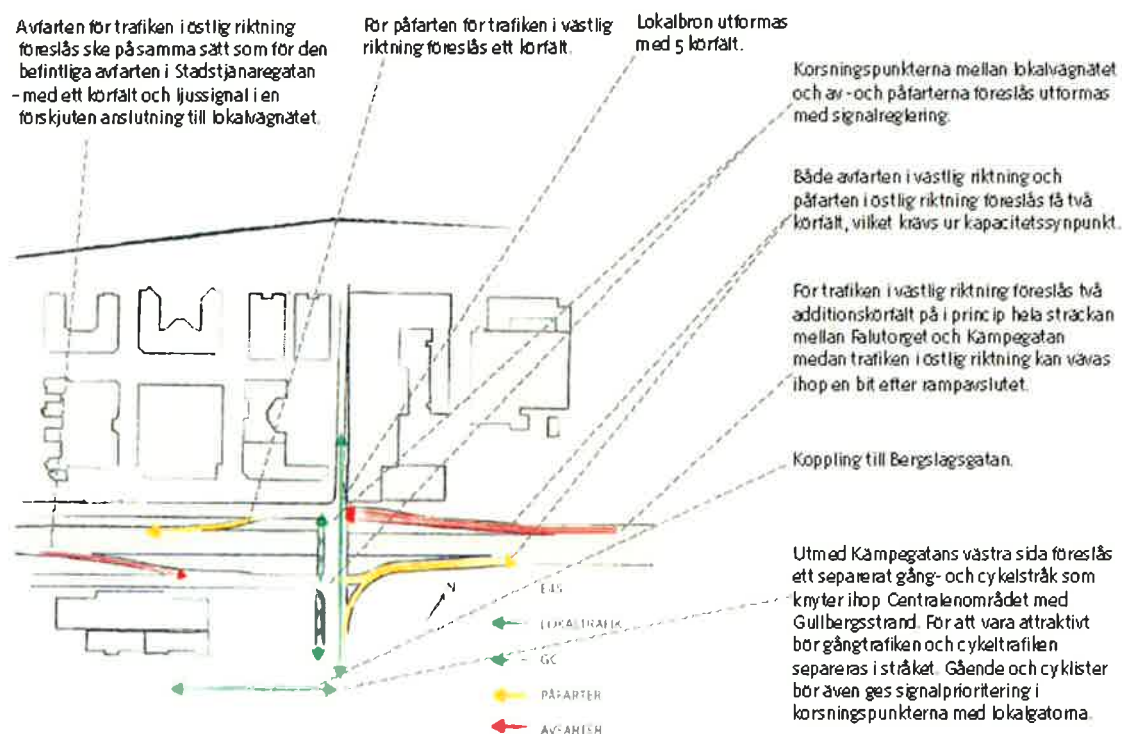 Avfarten för trafiken i östlig riktning
föreslås ske på samma sätt som för den
befintliga avfarten i Stadstjänaregatan
- med ett körfält och ljussignal i en
förskjuten anslutning till lokalvägnätet.
För påfarten för trafiken i västlig
riktning föreslås ett körfält.
Lokalbron utformas
med 5 körfält.
Korsningspunkterna mellan lokalvägnätet
och av- och påfarterna föreslås utformas
med signalreglering.
Både avfarten i västlig riktning och
påfarten i östlig riktning föreslås få två
körfält, vilket krävs ur kapacitetssynpunkt.
För trafiken i västlig riktning föreslås två
additionskörfält på i princip hela sträckan
mellan Falutorget och Kämpegatan
medan trafiken i östlig riktning kan vävas
ihop en bit efter rampavslutet.
Koppling till Bergslagsgatan.
Utmed Kämpegatans västra sida föreslås
ett separerat gång- och cykelstråk som
knyter ihop Centralenområdet med
Gullbergsstrand. För att vara attraktivt
bör gångtrafiken och cykeltrafiken
separeras i stråket. Gående och cyklister
bör även ges signalprioritering i
korsningspunkterna med lokalgatorna.
N
E45
LOKALTRAFIK
GC
PÅFARTER
AVFARTER